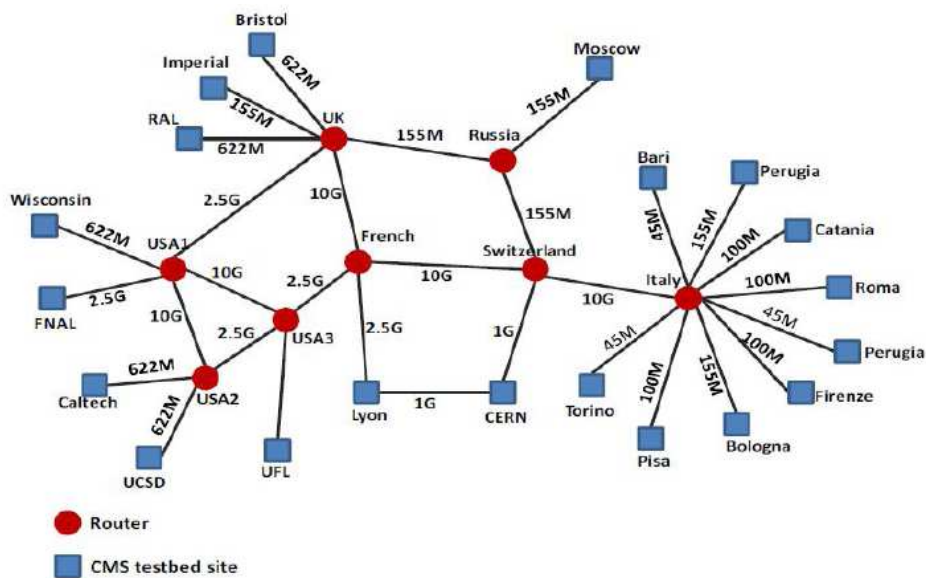 Bristol
Imperial
622M
155M
RAL
622M
UK
Moscow
155M
155M
Russia
2.5G
10G
155M
Wisconsin
622M
USA1
French
Switzerland
Bari
45M
Perugia
155M
Catania
100M
Italy
100M
Roma
10G
10G
10G
2.5G
FNAL
2.5G
10G
2.5G
USA3
2.5G
1G
45M
45M
Perugia
100M
Firenze
622M
Caltech
USA2
Lyon
1G
CERN
Torino
100M
155M
622M
UCSD
UFL
Pisa
Bologna
Router
CMS testbed site